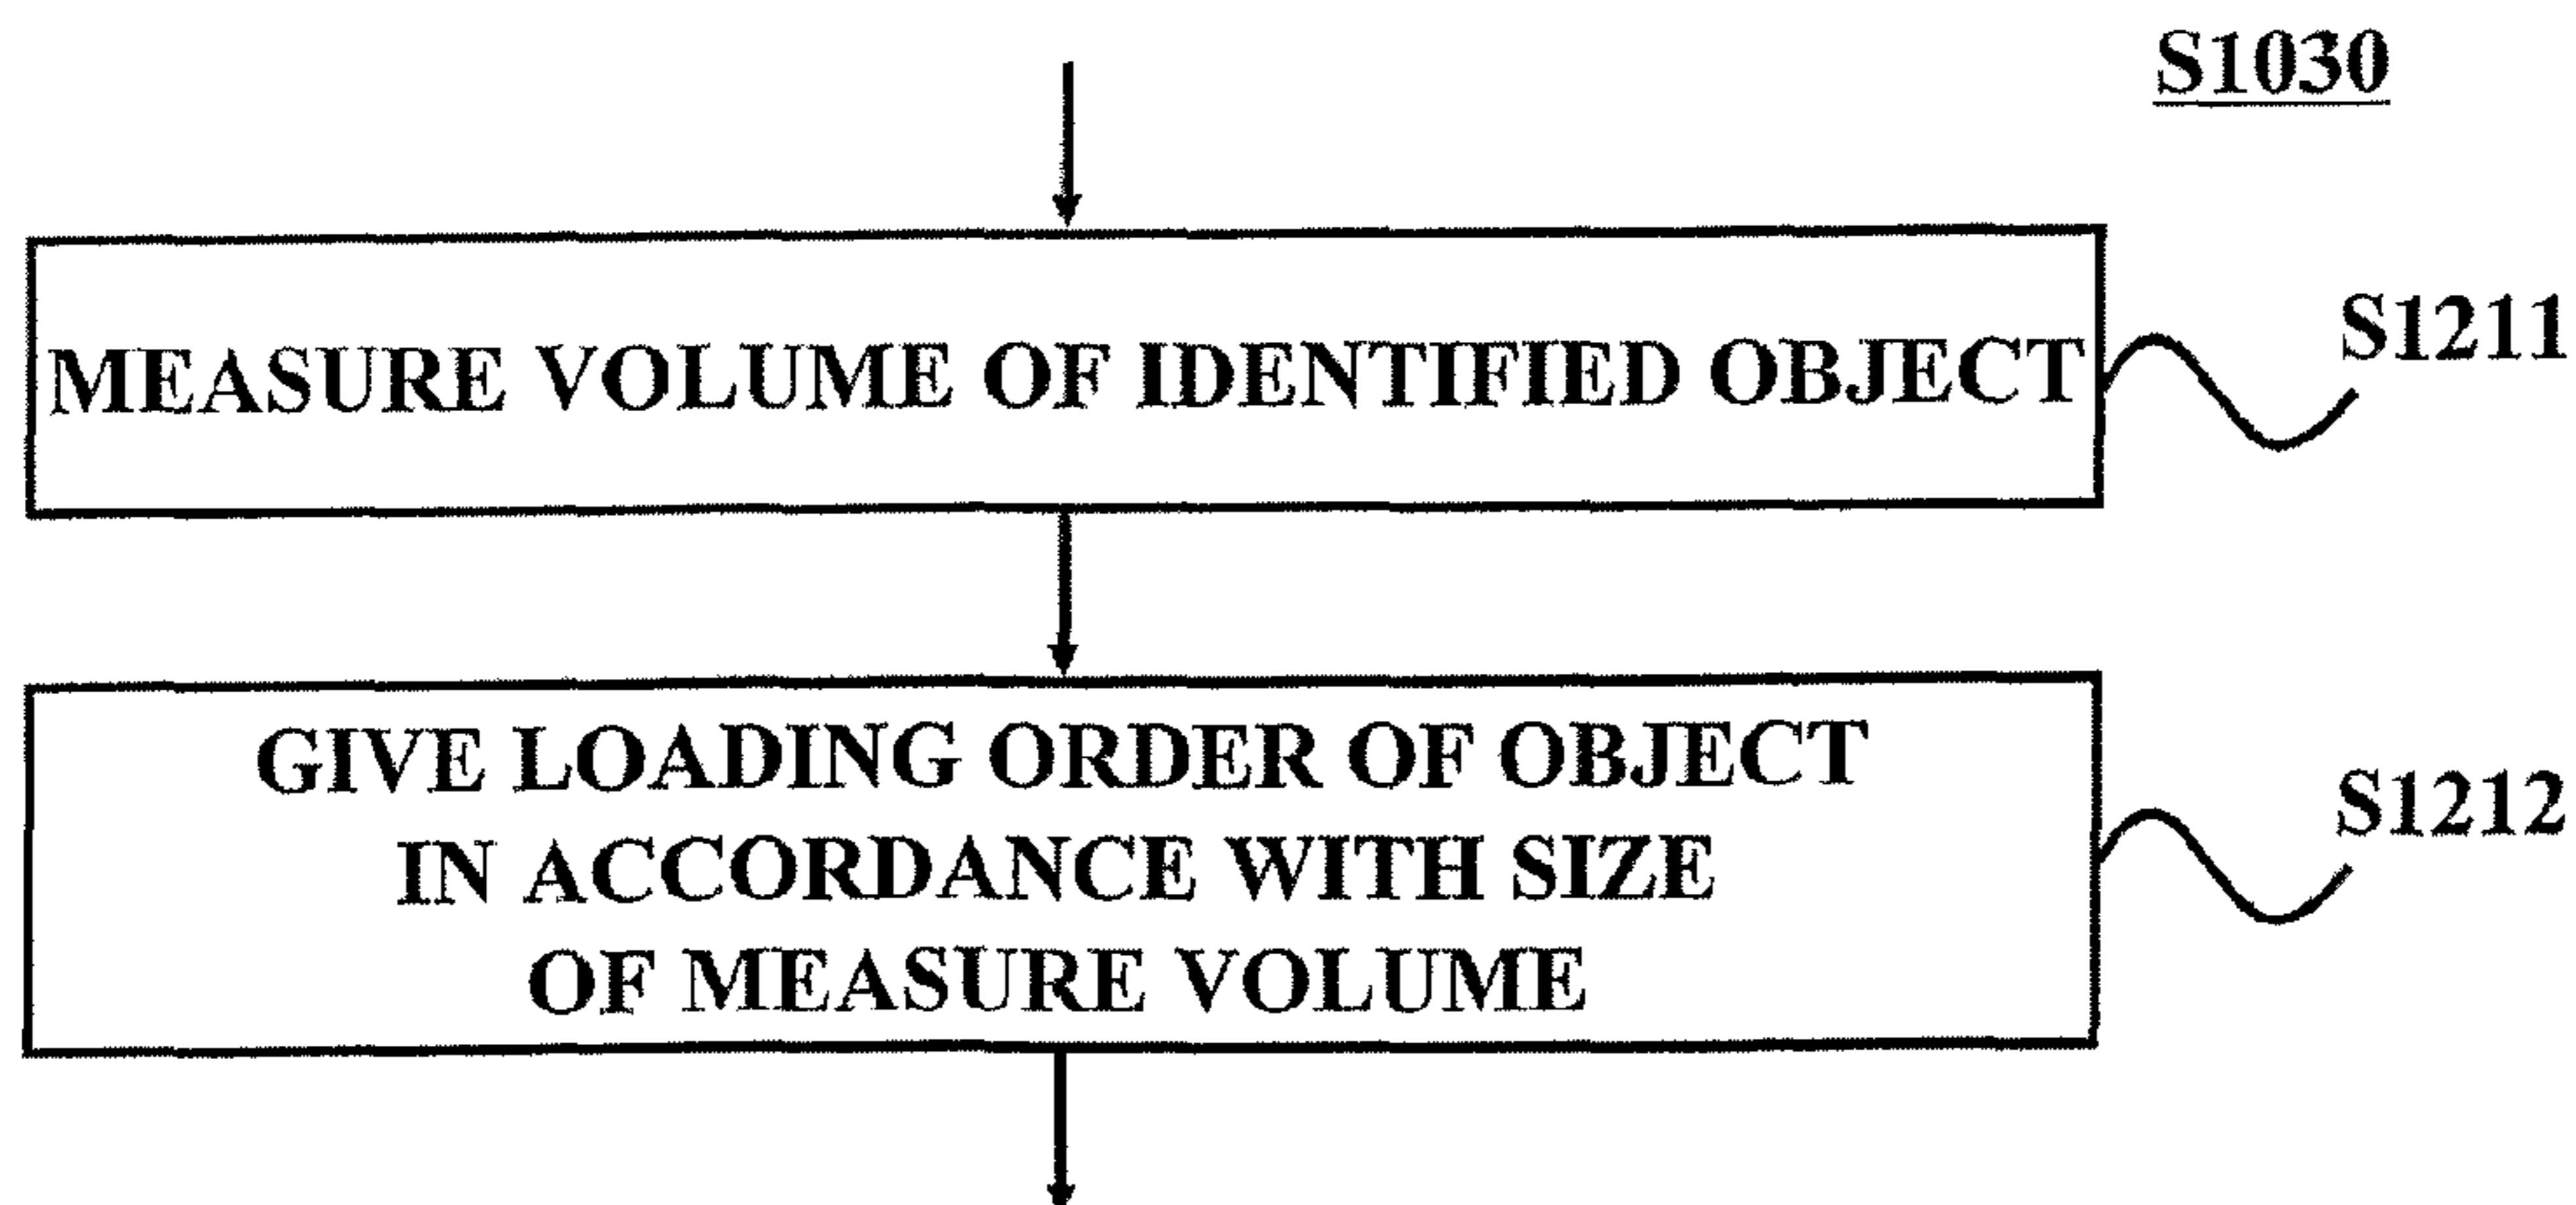 S1030
MEASURE VOLUME OF IDENTIFIED OBJECT
S1211
GIVE LOADING ORDER OF OBJECT
IN ACCORDANCE WITH SIZE
OF MEASURE VOLUME
S1212